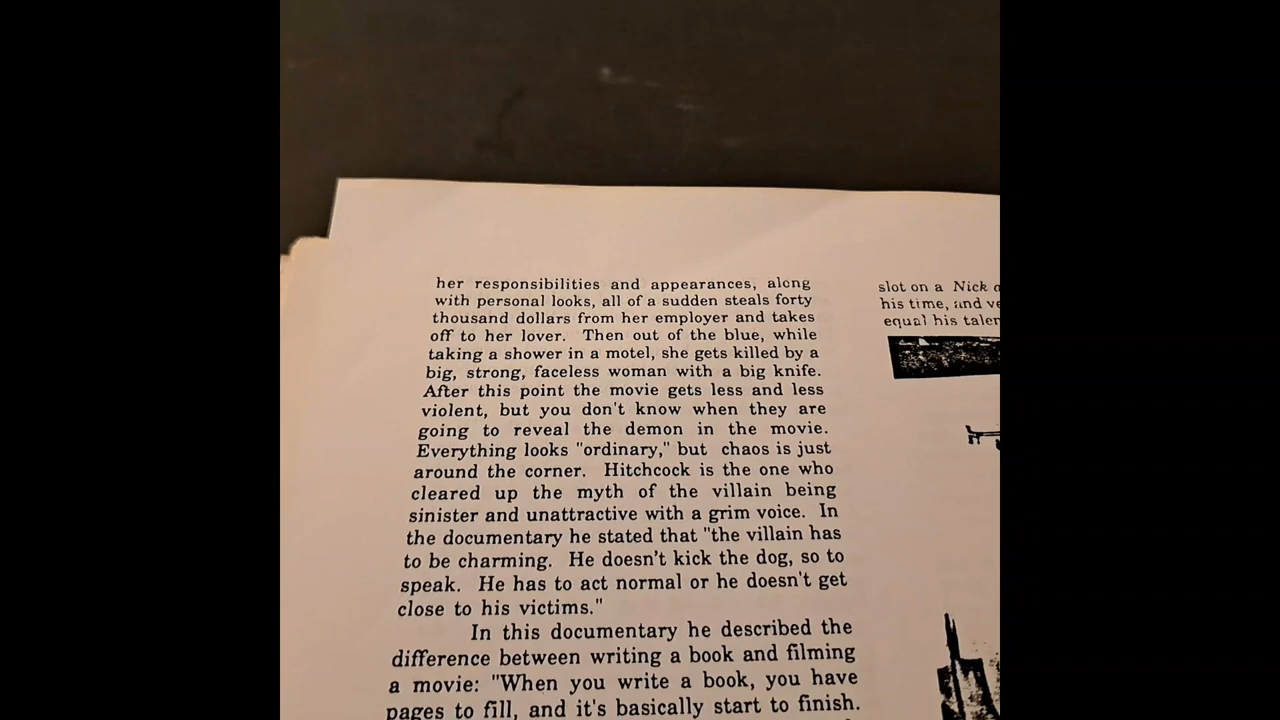 her responsibilities and appearances, along
with personal looks, all of a sudden steals forty
thousand dollars from her employer and takes
off to her lover. Then out of the blue, while
taking a shower in a motel, she gets killed by a
big, strong, faceless woman with a big knife.
After this point the movie gets less and less
violent, but you don't know when they are
going to reveal the demon in the movie.
Everything looks "ordinary," but chaos is just
around the corner. Hitchcock is the one who
cleared up the myth of the villain being
sinister and unattractive with a grim voice. In
the documentary he stated that "the villain has
to be charming. He doesn't kick the dog, so to
speak. He has to act normal or he doesn't get
close to his victims."
In this documentary he described the
difference between writing a book and filming
a movie: "When you write a book, you have
pages to fill, and it's basically start to finish.
slot on a Nick
his time, and
equal his